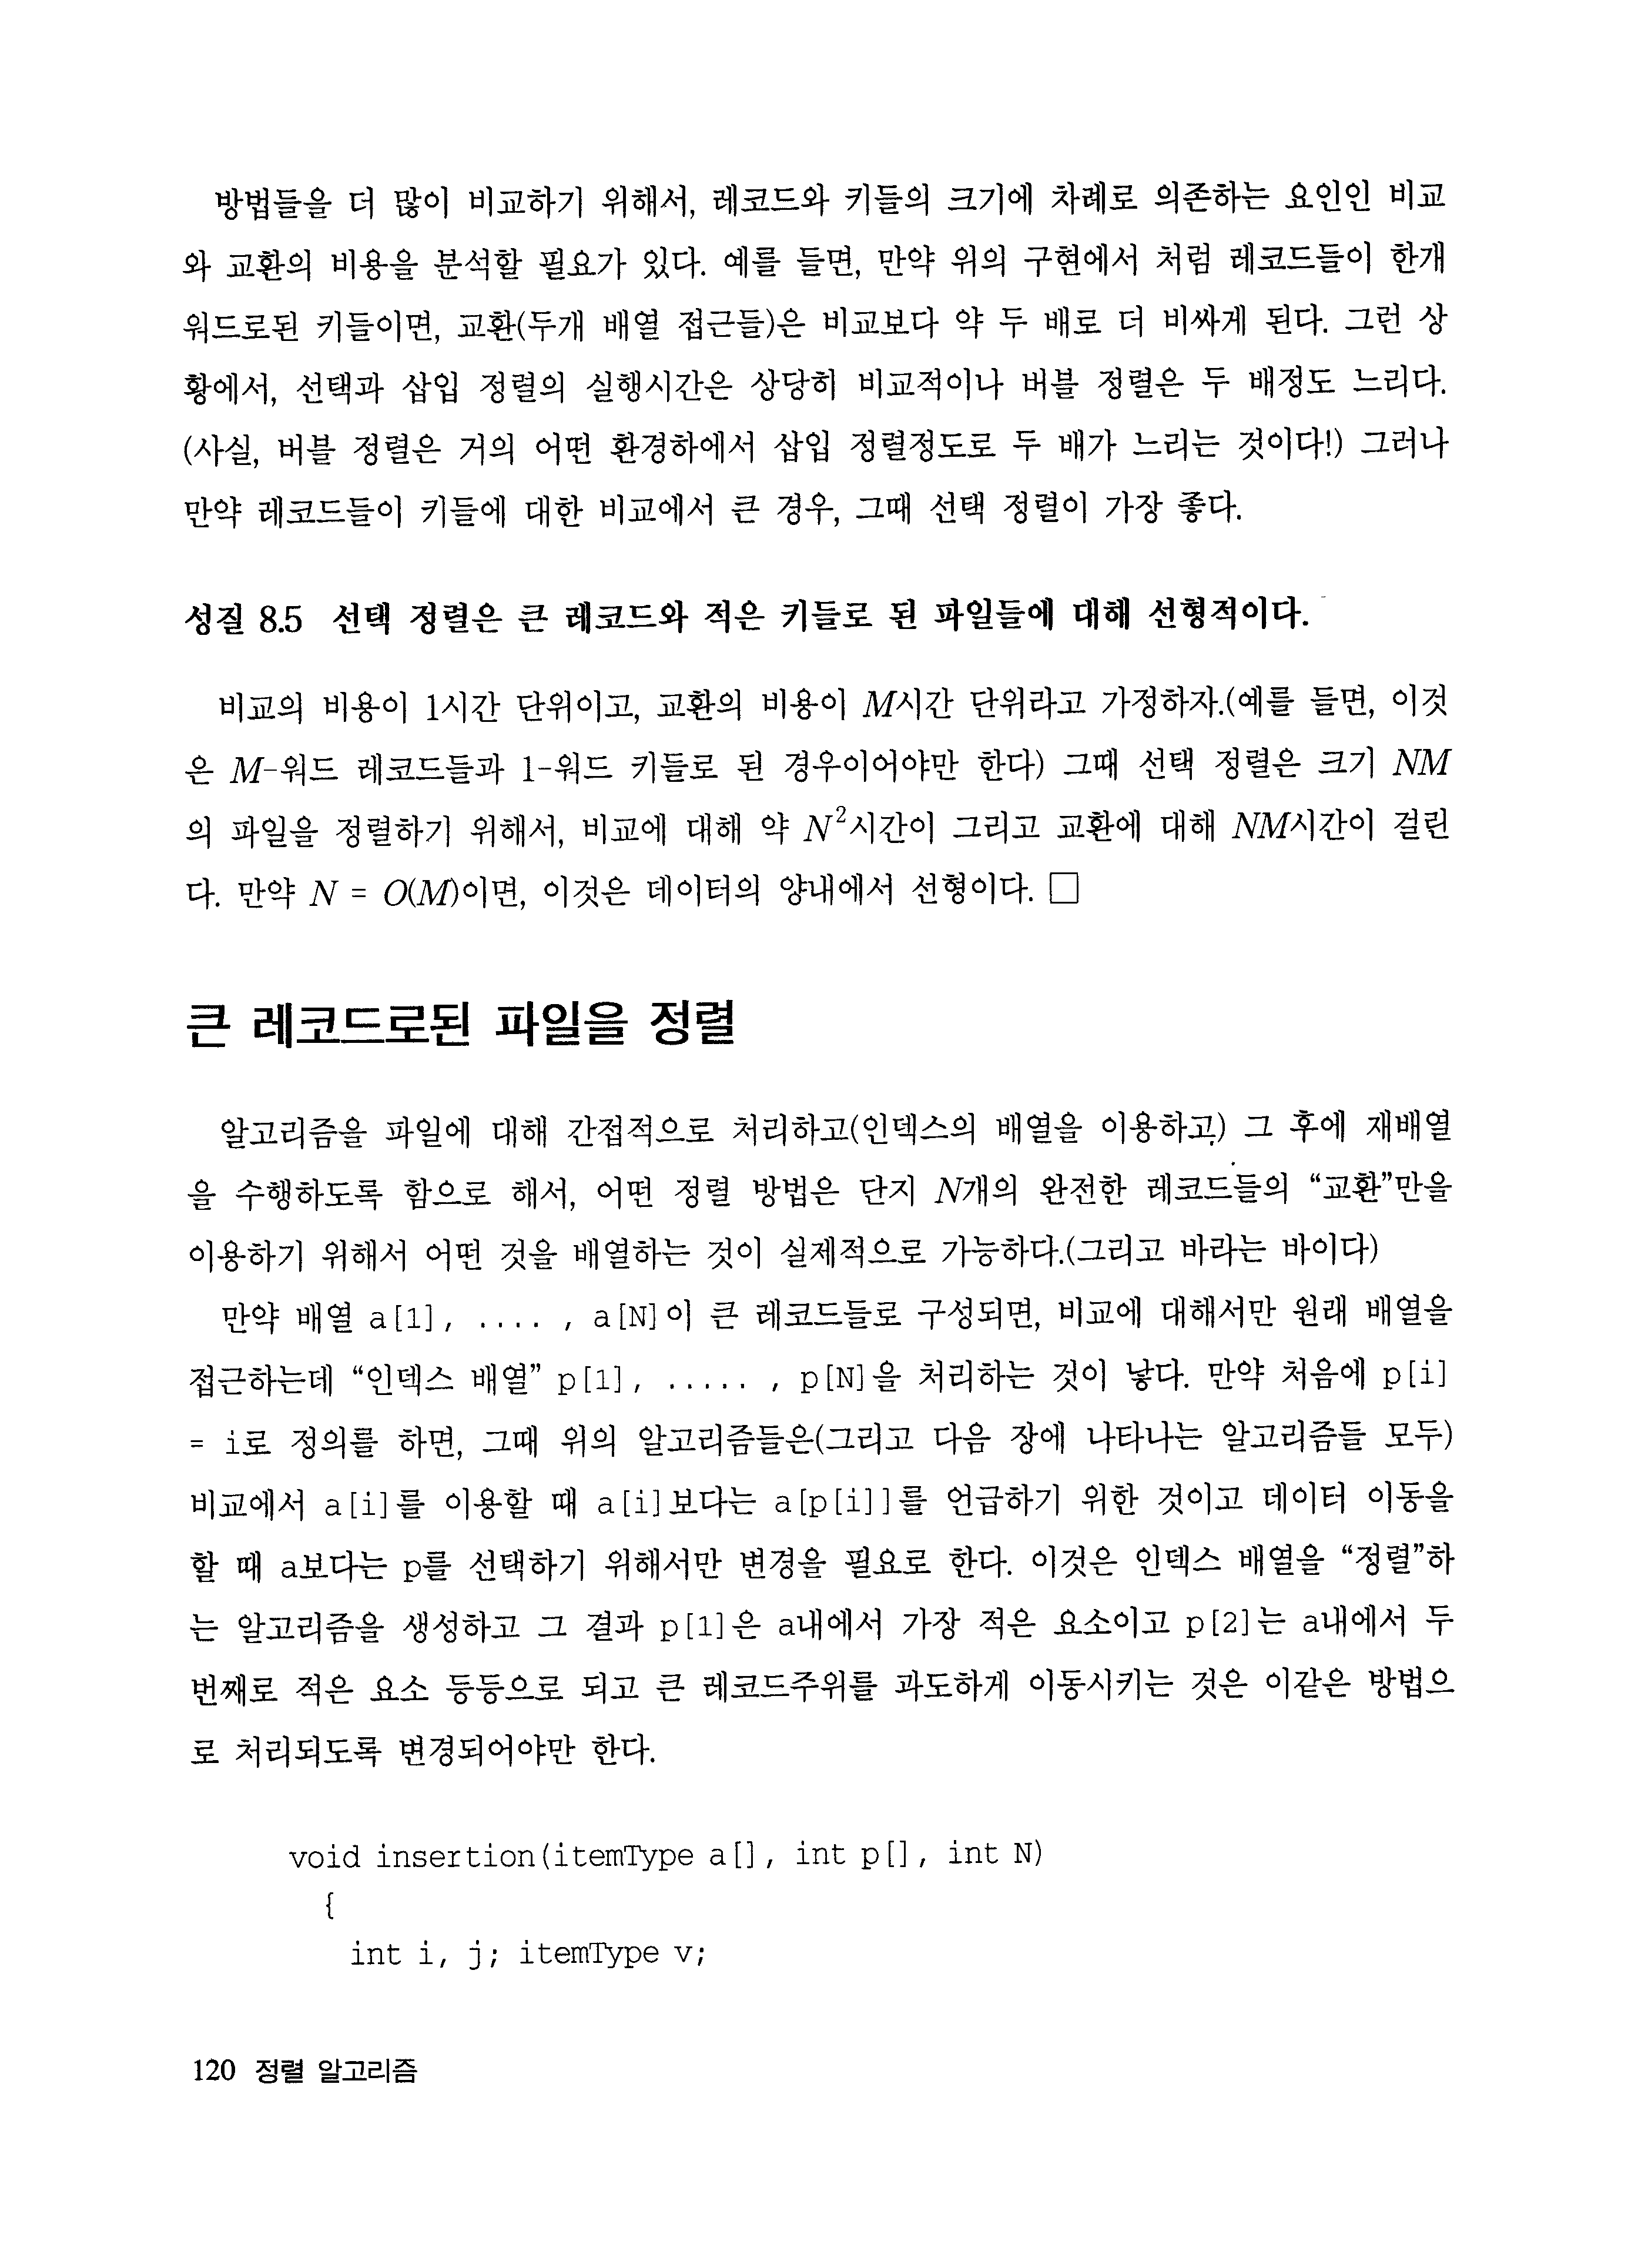 방법들을 더 많이 비교하기 위해서, 레코드와 키들의 크기에 차례로 의존하는 요인인 비교
와 교환의 비용을 분석할 필요가 있다. 예를 들면, 만약 위의 구현에서 처럼 레코드들이 한개
워드로된 키들이면, 교환(두개 배열 접근들)은 비교보다 약 두 배로 더 비싸게 된다. 그런 상
황에서, 선택과 삽입 정렬의 실행시간은 상당히 비교적이나 버블 정렬은 두 배정도 느리다.
(사실, 버블 정렬은 거의 어떤 환경하에서 삽입 정렬정도로 두 배가 느리는 것이다!) 그러나
만약 레코드들이 키들에 대한 비교에서 큰 경우, 그때 선택 정렬이 가장 좋다.
성질 8.5 선택 정렬은 큰 레코드와 적은 키들로 된 파일들에 대해 선형적이다.
비교의 비용이 1시간 단위이고, 교환의 비용이 M시간 단위라고 가정하자.(예를 들면, 이것
은 M-워드 레코드들과 1-워드 키들로 된 경우이어야만 한다) 그때 선택 정렬은 크기 NM
의 파일을 정렬하기 위해서, 비교에 대해 약 N²시간이 그리고 교환에 대해 NM시간이 걸린
다. 만약 N = O(M)이면, 이것은 데이터의 양내에서 선형이다. □
큰 레코드로된 파일을 정렬
알고리즘을 파일에 대해 간접적으로 처리하고(인덱스의 배열을 이용하고) 그 후에 재배열
을 수행하도록 함으로 해서, 어떤 정렬 방법은 단지 N개의 완전한 레코드들의 “교환”만을
이용하기 위해서 어떤 것을 배열하는 것이 실제적으로 가능하다.(그리고 바라는 바이다)
만약 배열 a[1], .... , a[N]이 큰 레코드들로 구성되면, 비교에 대해서만 원래 배열을
접근하는데 “인덱스 배열” p[1], ..... , p[N]을 처리하는 것이 낳다. 만약 처음에 p[i]
= i로 정의를 하면, 그때 위의 알고리즘들은(그리고 다음 장에 나타나는 알고리즘들 모두)
비교에서 a[i]를 이용할 때 a[i]보다는 a[p[i]]를 언급하기 위한 것이고 데이터 이동을
할 때 a보다는 p를 선택하기 위해서만 변경을 필요로 한다. 이것은 인덱스 배열을 “정렬”하
는 알고리즘을 생성하고 그 결과 p[1]은 a내에서 가장 적은 요소이고 p[2]는 a내에서 두
번째로 적은 요소 등등으로 되고 큰 레코드주위를 과도하게 이동시키는 것은 이같은 방법으
로 처리되도록 변경되어야만 한다.
void insertion(itemType a[], int p[], int N)
{
int i, j; itemType v;
120 정렬 알고리즘